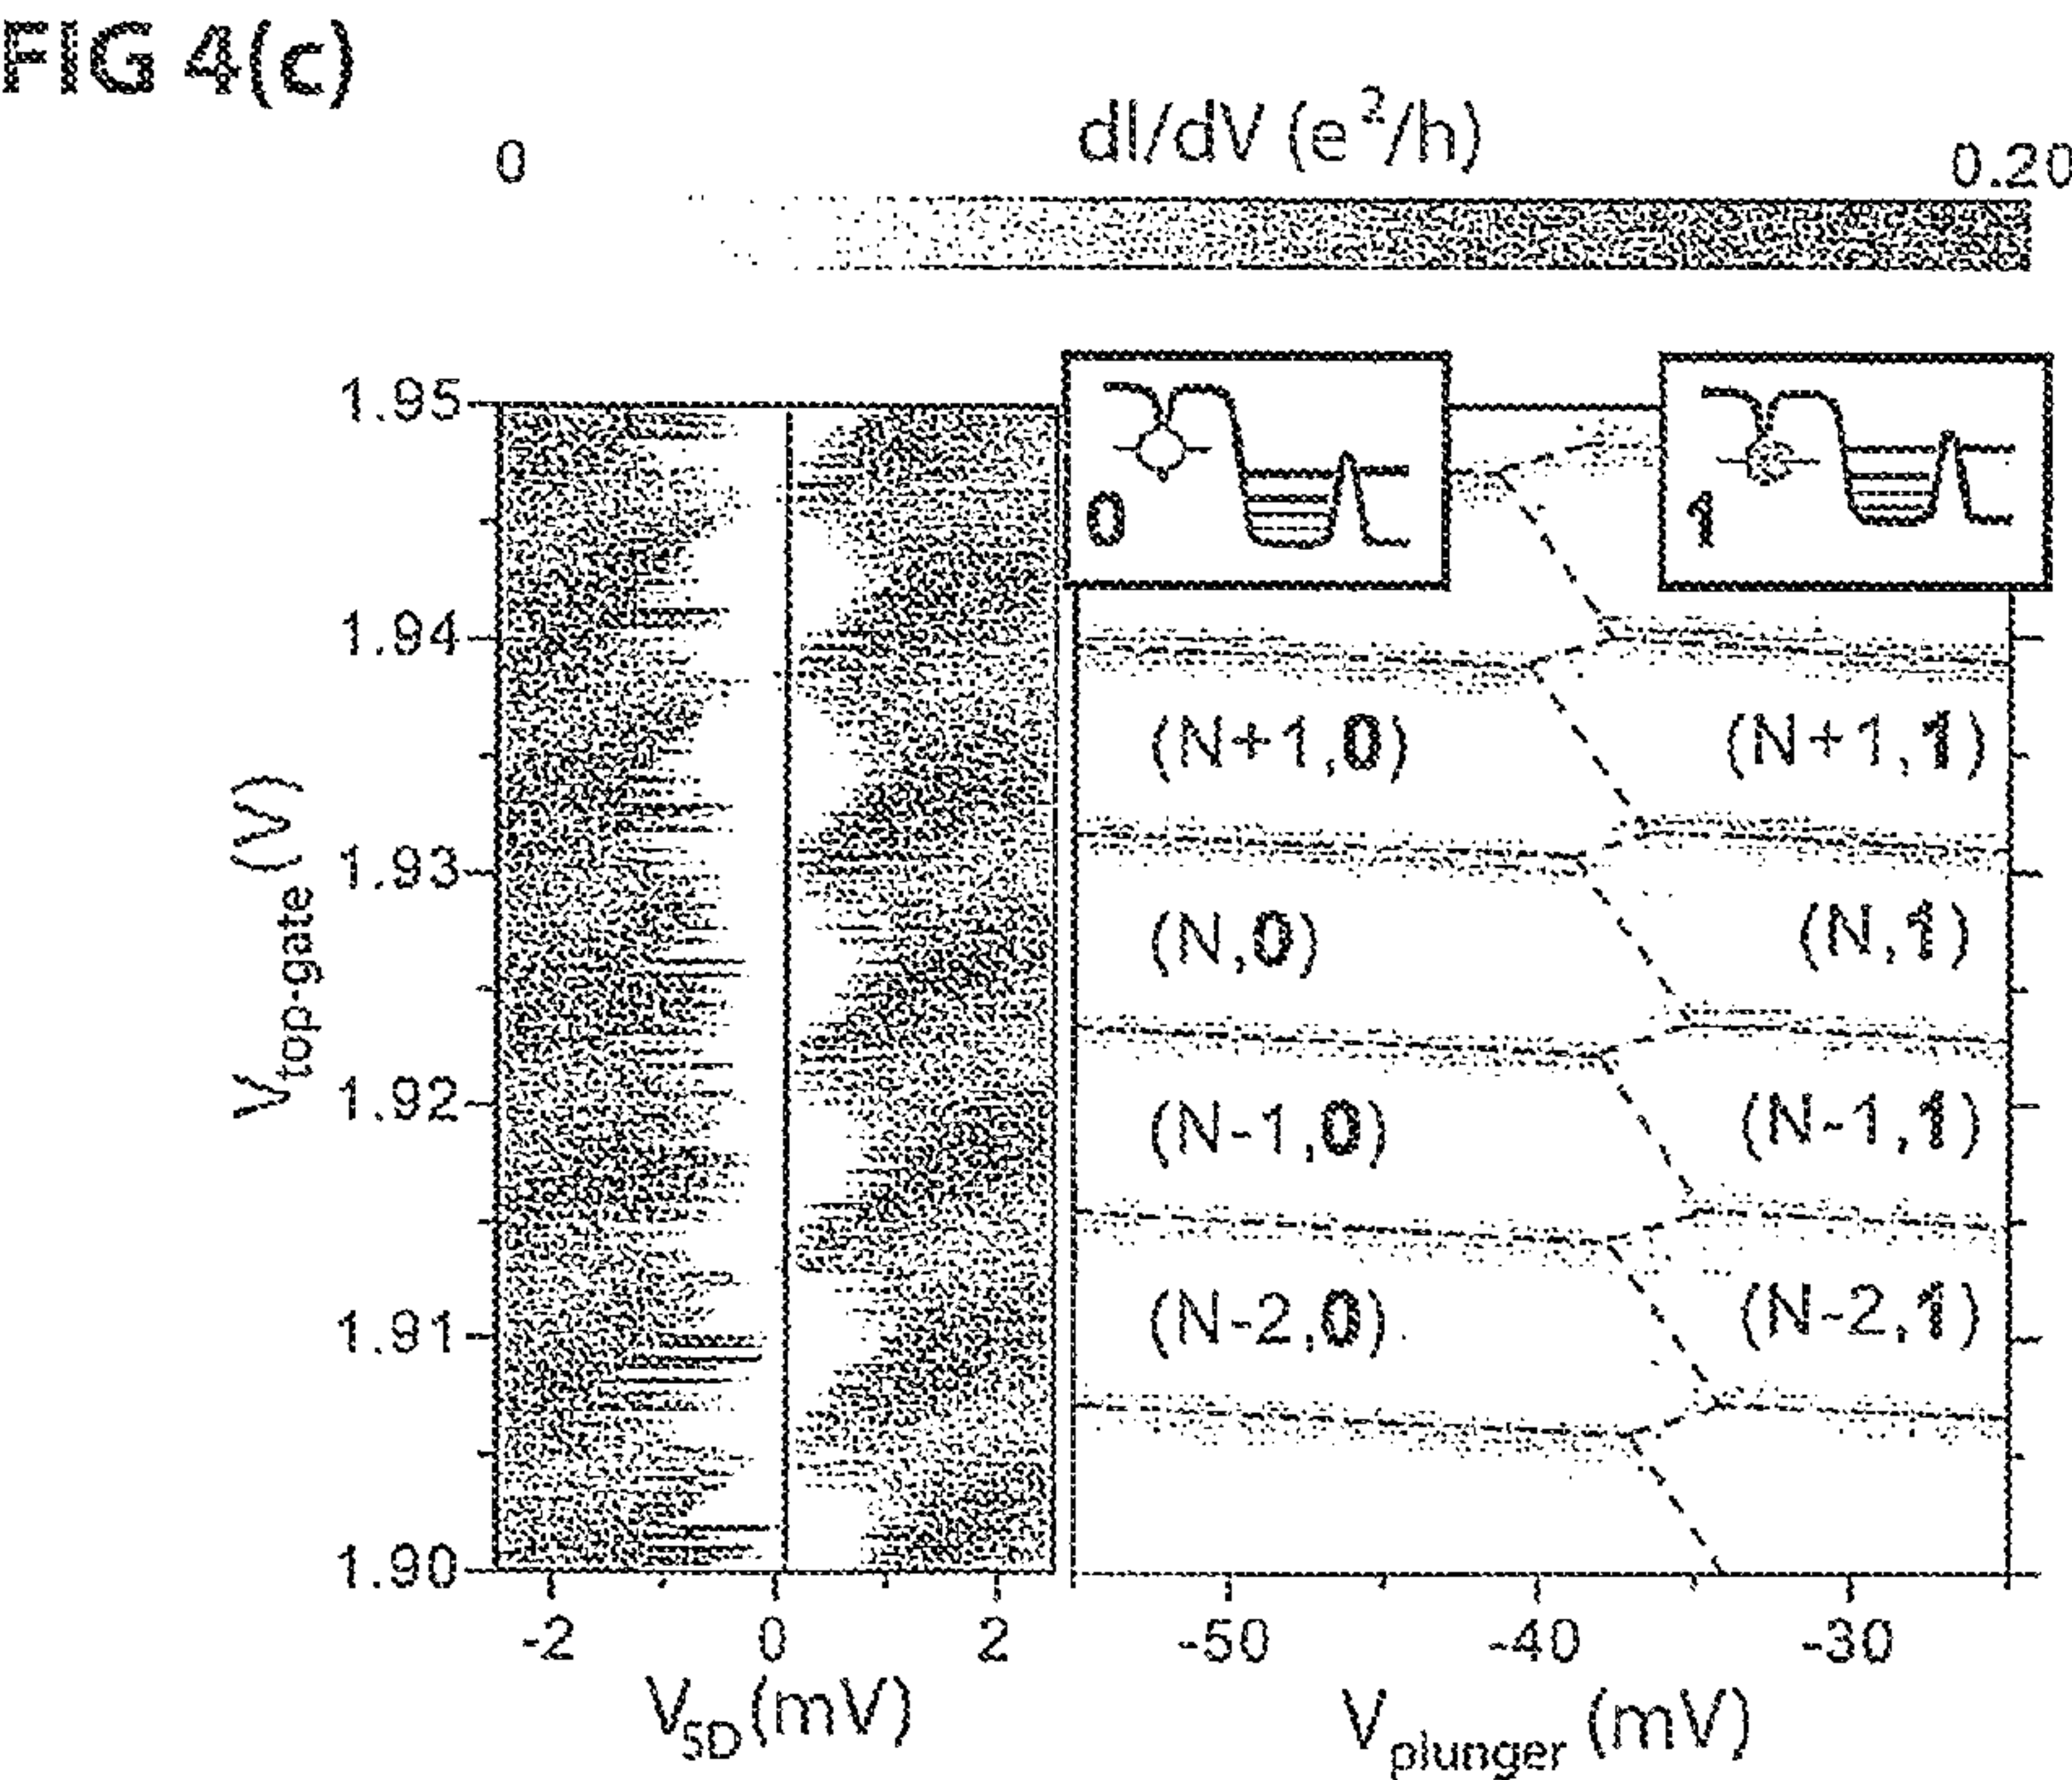 FIG 4(c)
dI/dV (e²/h)
0 0.20
0 1
1.95
1.94
1.93
1.92
1.91
1.90
V_top-gate (V)
(N+1,0) (N+1,1)
(N,0) (N,1)
(N-1,0) (N-1,1)
(N-2,0) (N-2,1)
-2 0 2 -50 -40 -30
V_SD (mV) V_plunger (mV)